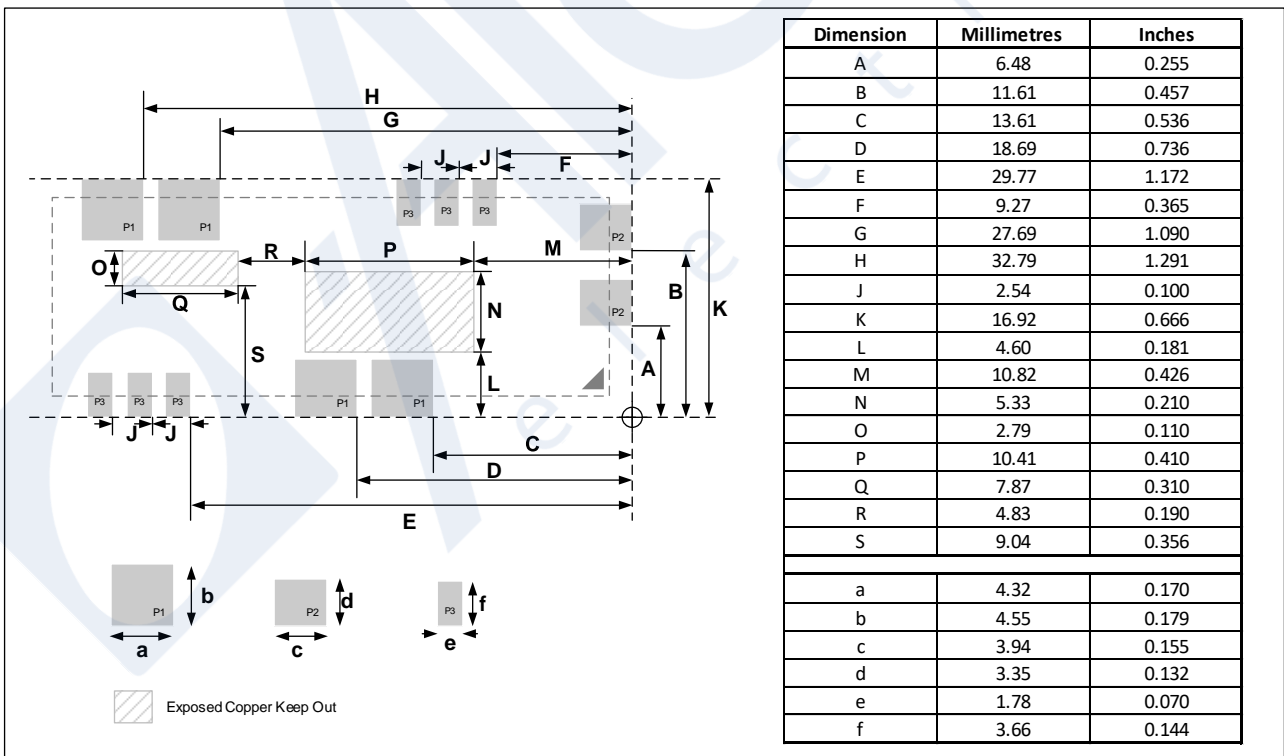 Dimension Millimetres Inches
A 6.48 0.255
B 11.61 0.457
C 13.61 0.536
D 18.69 0.736
E 29.77 1.172
F 9.27 0.365
G 27.69 1.090
H 32.79 1.291
J 2.54 0.100
K 16.92 0.666
L 4.60 0.181
M 10.82 0.426
N 5.33 0.210
O 2.79 0.110
P 10.41 0.410
Q 7.87 0.310
R 4.83 0.190
S 9.04 0.356
a 4.32 0.170
b 4.55 0.179
c 3.94 0.155
d 3.35 0.132
e 1.78 0.070
f 3.66 0.144
H
G
J J F
P1 P1 P3 P3 P3 P2
O R P M
Q N B K
P2
S A
L
P3 P3 P3 P1 P1
J J
C
D
E
P1 b P2 d P3 f
a c e
Exposed Copper Keep Out